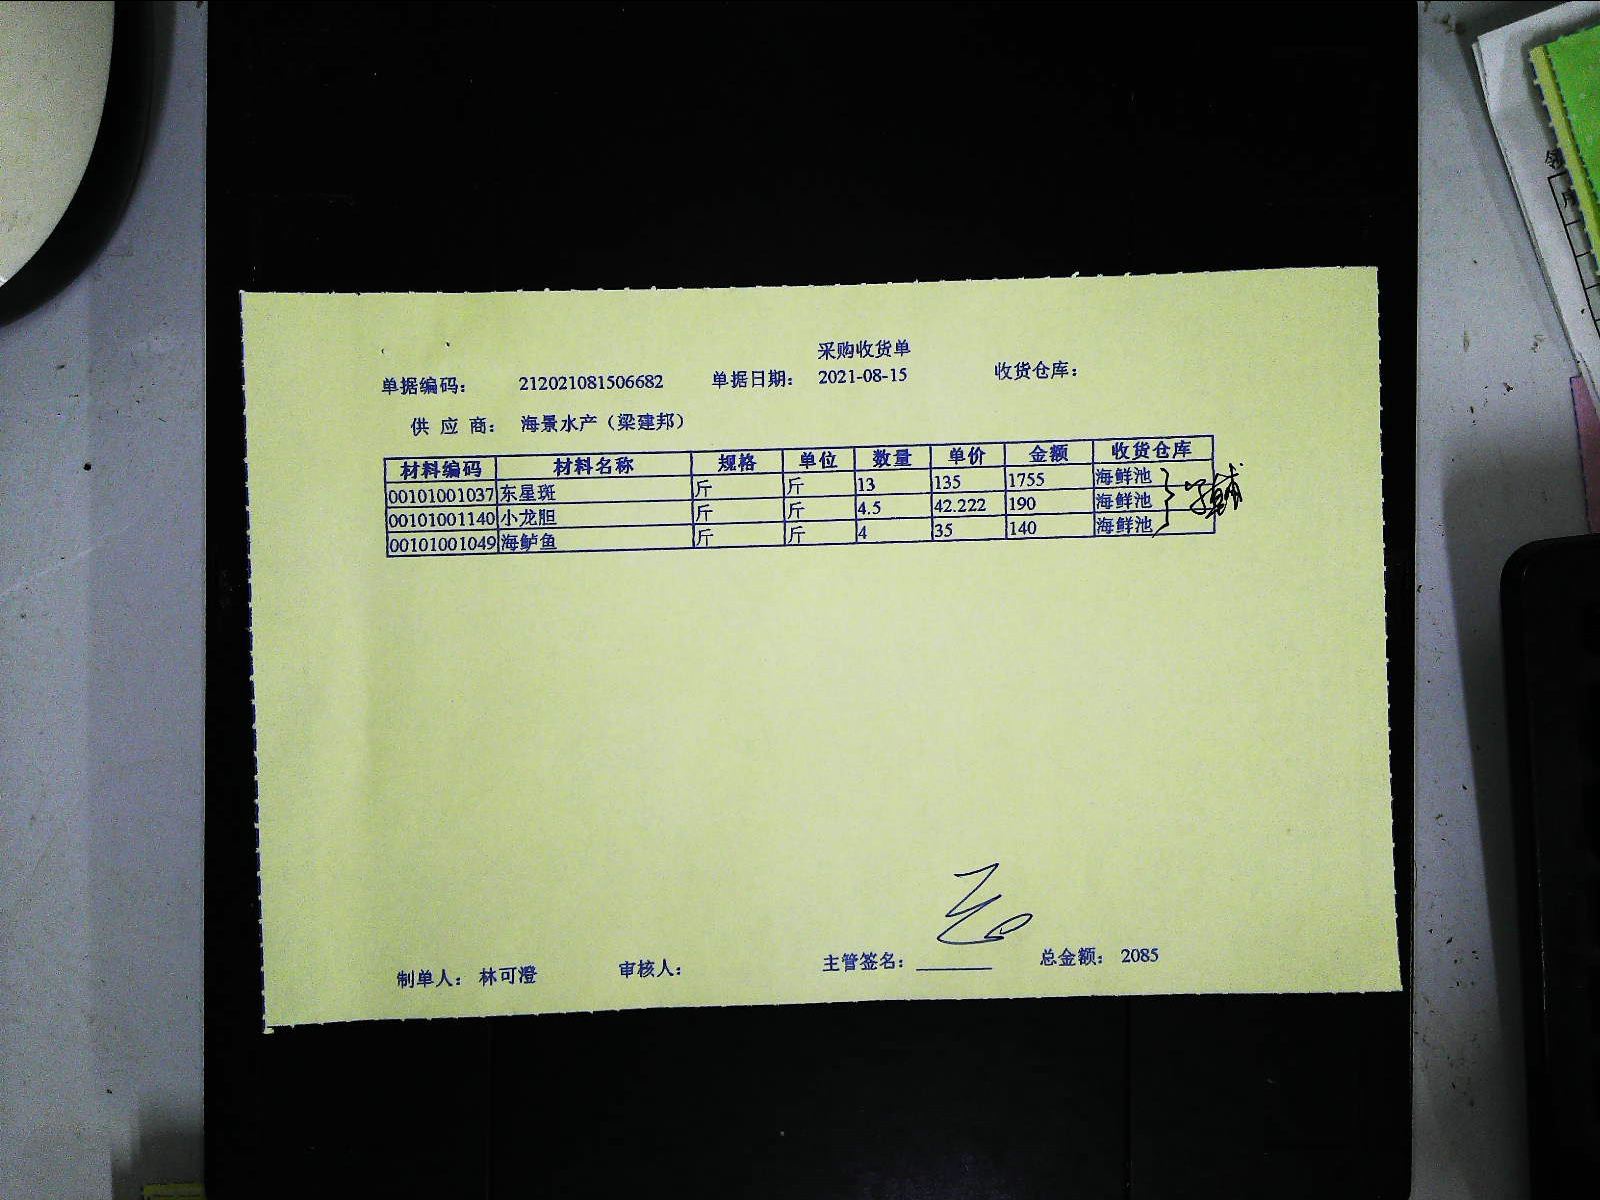 采购收货单
单据编码： 212021081506682 单据日期： 2021-08-15 收货仓库：
供 应 商： 海景水产（梁建邦）
材料编码 材料名称 规格 单位 数量 单价 金额 收货仓库
00101001037 东星斑 斤 斤 13 135 1755 海鲜池
00101001140 小龙胆 斤 斤 4.5 42.222 190 海鲜池
00101001049 海鲈鱼 斤 斤 4 35 140 海鲜池
制单人： 林可澄 审核人： 主管签名： 总金额： 2085